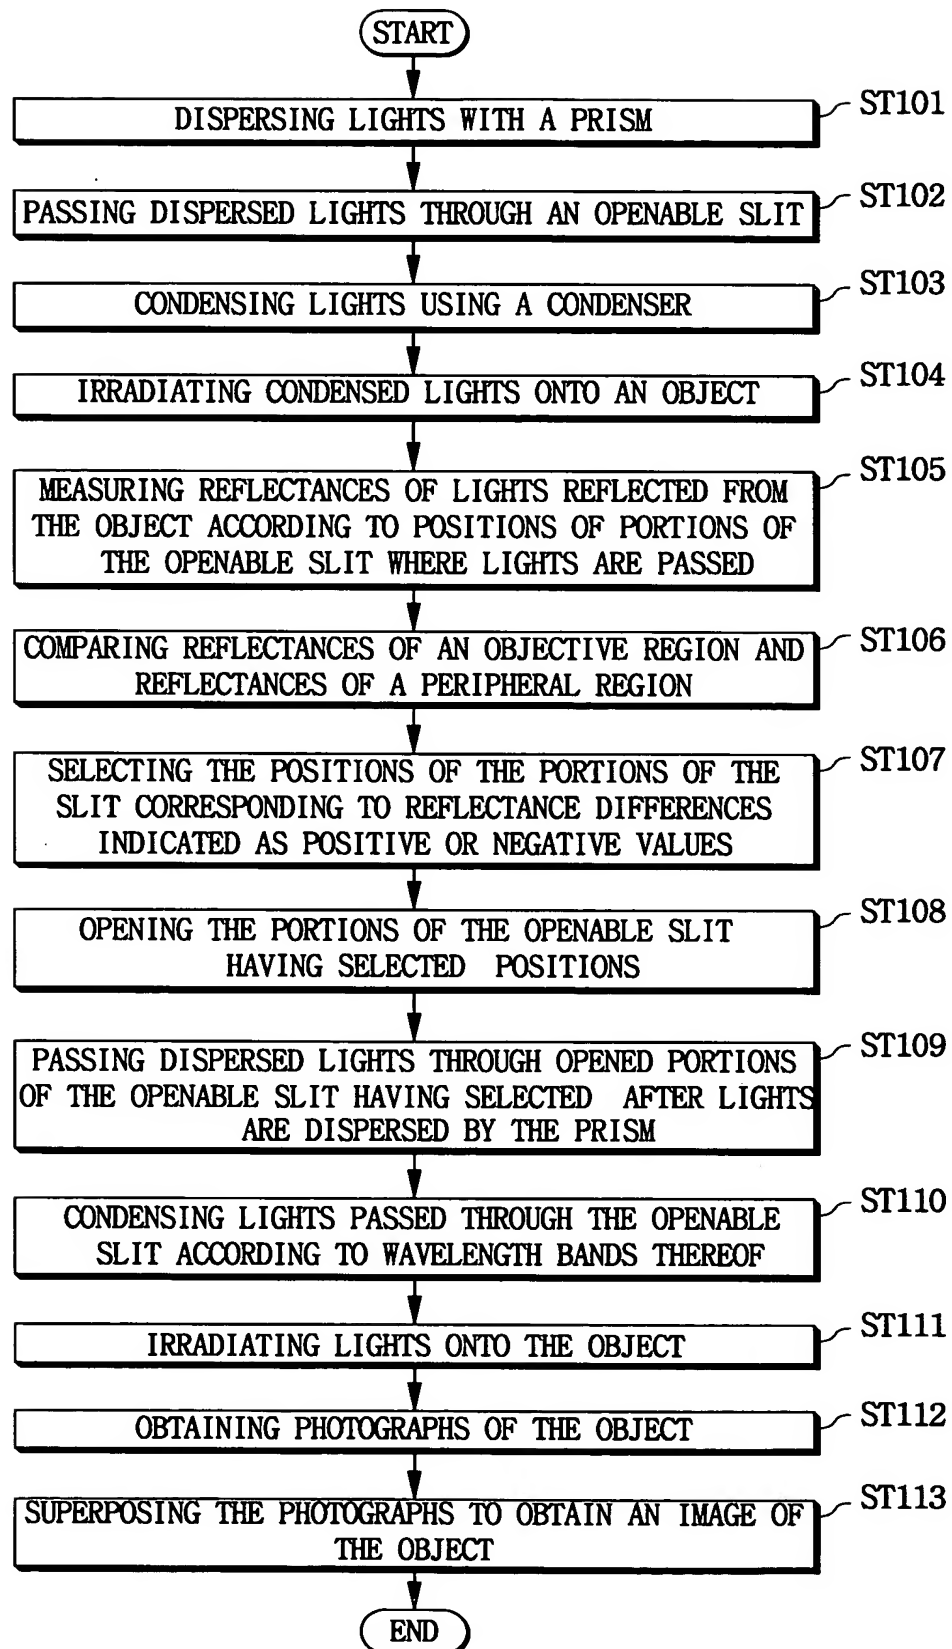 START
DISPERSING LIGHTS WITH A PRISM
ST101
PASSING DISPERSED LIGHTS THROUGH AN OPENABLE SLIT
ST102
CONDENSING LIGHTS USING A CONDENSER
ST103
IRRADIATING CONDENSED LIGHTS ONTO AN OBJECT
ST104
MEASURING REFLECTANCES OF LIGHTS REFLECTED FROM
THE OBJECT ACCORDING TO POSITIONS OF PORTIONS OF
THE OPENABLE SLIT WHERE LIGHTS ARE PASSED
ST105
COMPARING REFLECTANCES OF AN OBJECTIVE REGION AND
REFLECTANCES OF A PERIPHERAL REGION
ST106
SELECTING THE POSITIONS OF THE PORTIONS OF THE
SLIT CORRESPONDING TO REFLECTANCE DIFFERENCES
INDICATED AS POSITIVE OR NEGATIVE VALUES
ST107
OPENING THE PORTIONS OF THE OPENABLE SLIT
HAVING SELECTED POSITIONS
ST108
PASSING DISPERSED LIGHTS THROUGH OPENED PORTIONS
OF THE OPENABLE SLIT HAVING SELECTED AFTER LIGHTS
ARE DISPERSED BY THE PRISM
ST109
CONDENSING LIGHTS PASSED THROUGH THE OPENABLE
SLIT ACCORDING TO WAVELENGTH BANDS THEREOF
ST110
IRRADIATING LIGHTS ONTO THE OBJECT
ST111
OBTAINING PHOTOGRAPHS OF THE OBJECT
ST112
SUPERPOSING THE PHOTOGRAPHS TO OBTAIN AN IMAGE OF
THE OBJECT
ST113
END